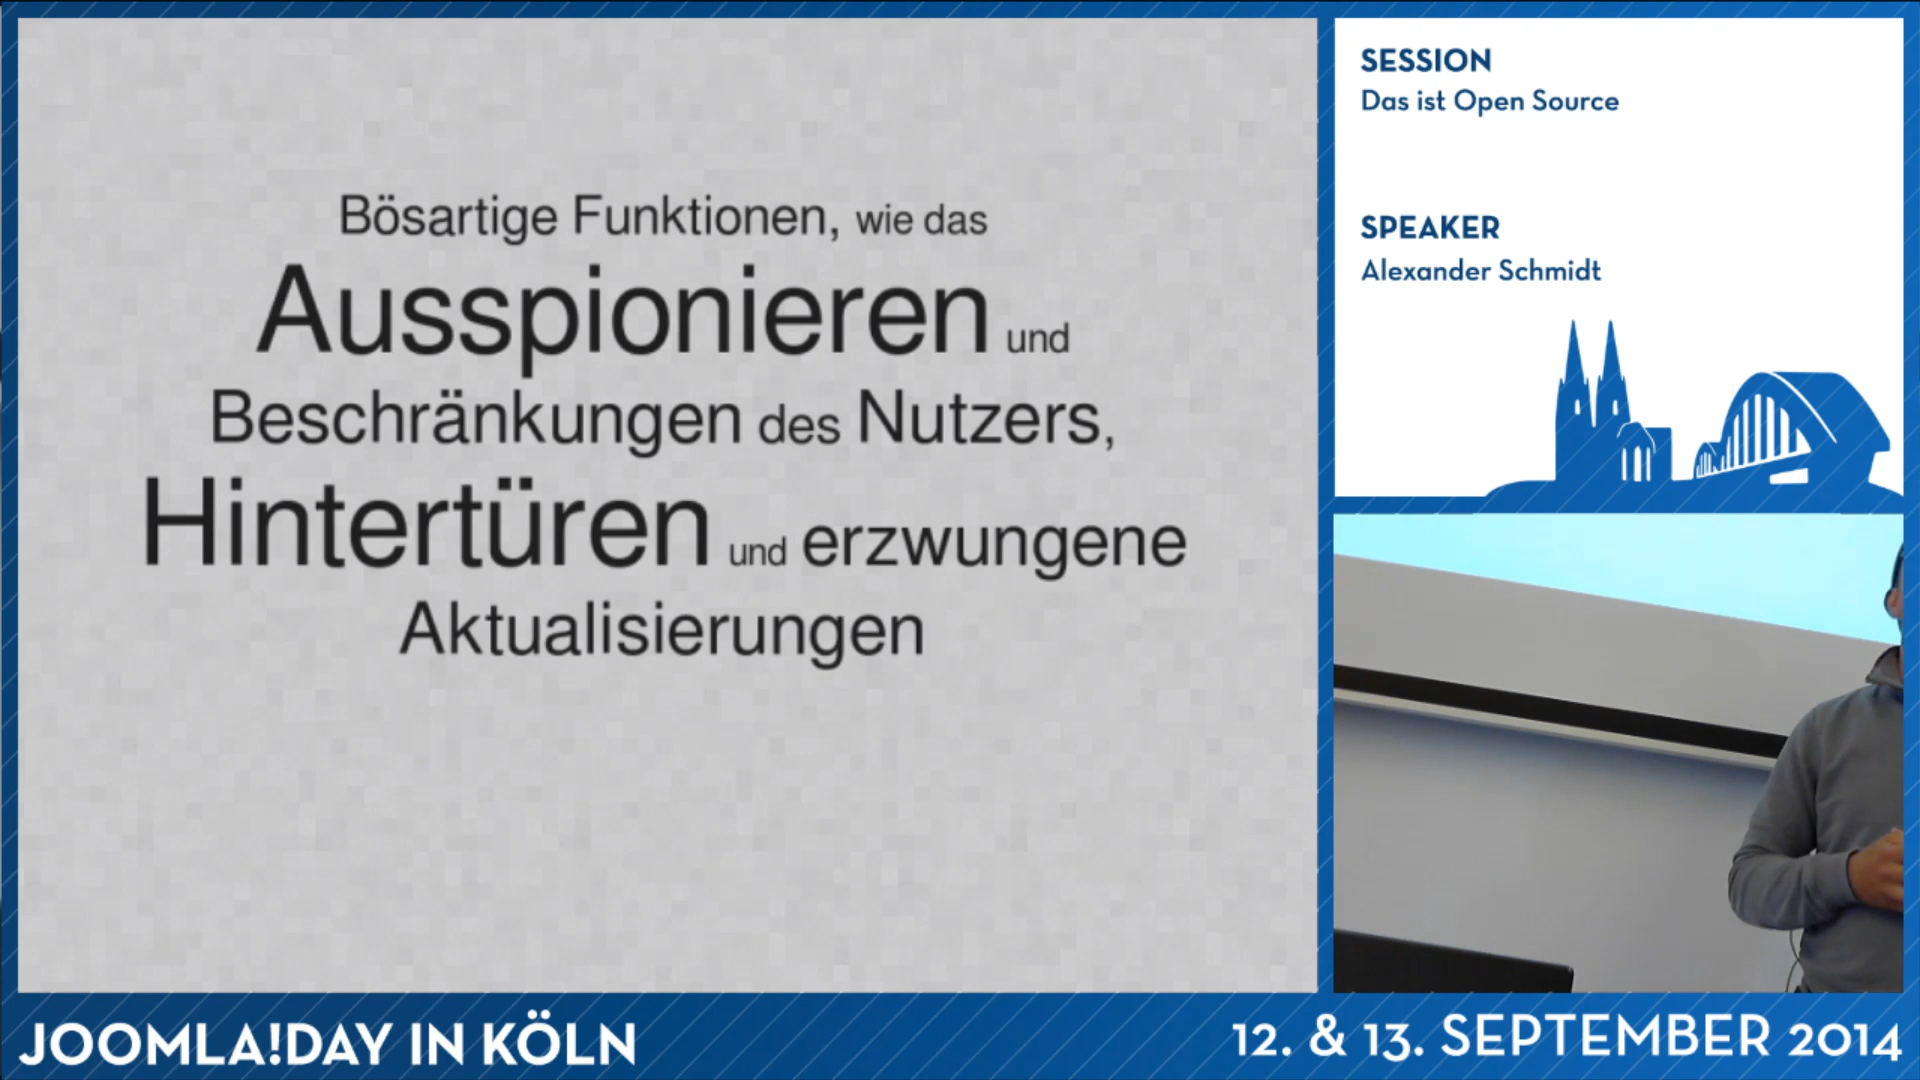 Bösartige Funktionen, wie das
Ausspionieren und
Beschränkungen des Nutzers,
Hintertüren und erzwungene
Aktualisierungen
SESSION
Das ist Open Source
SPEAKER
Alexander Schmidt
JOOMLA!DAY IN KÖLN
12. & 13. SEPTEMBER 2014